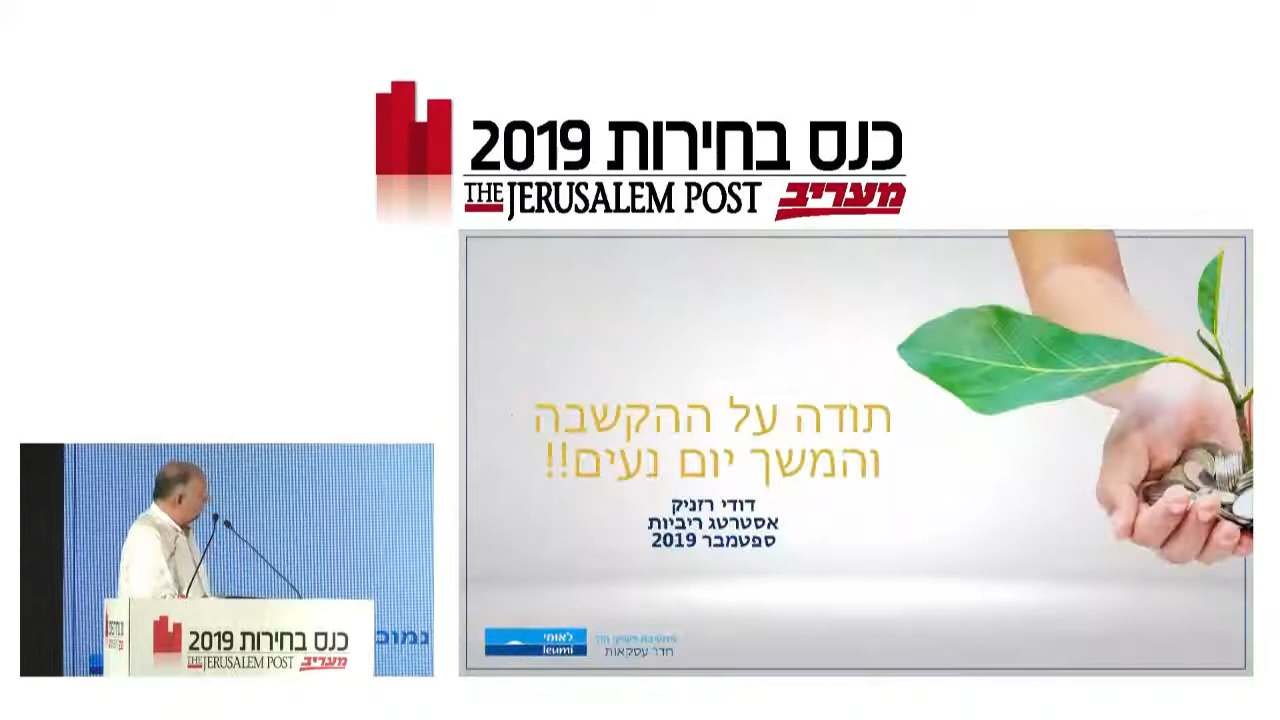 כנס בחירות 2019
THE JERUSALEM POST מעריב
תודה על ההקשבה
והמשך יום נעים!!
דודי רזניק
אסטרטג ריביות
ספטמבר 2019
לאומי
leumi
חדר עסקאות
כנס בחירות 2019
THE JERUSALEM POST מעריב
נמוכ